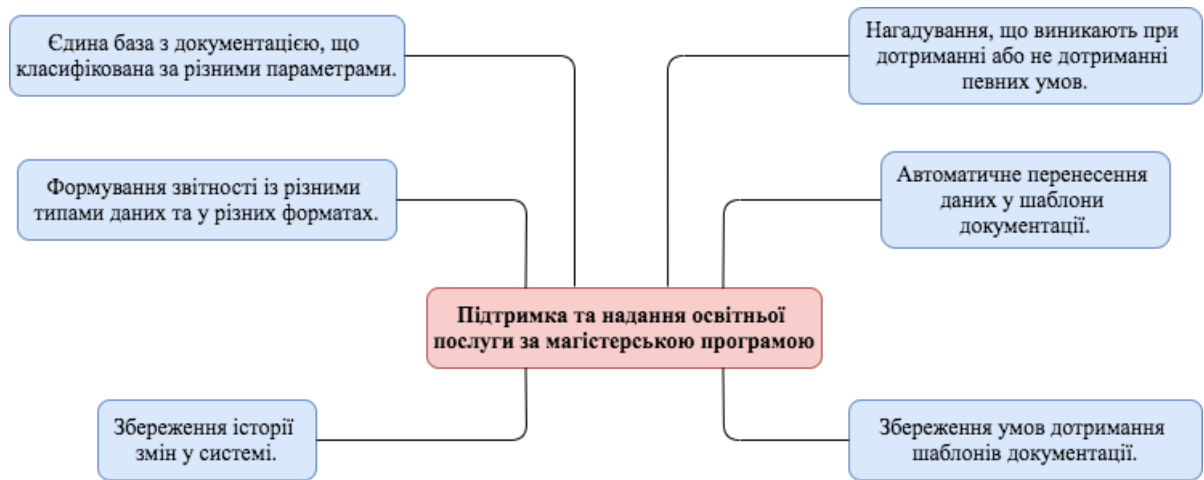 Єдина база з документацією, що
класифікована за різними параметрами.
Нагадування, що виникають при
дотриманні або не дотриманні
певних умов.
Формування звітності із різними
типами даних та у різних форматах.
Автоматичне перенесення
даних у шаблони
документації.
Підтримка та надання освітньої
послуги за магістерською програмою
Збереження історії
змін у системі.
Збереження умов дотримання
шаблонів документації.